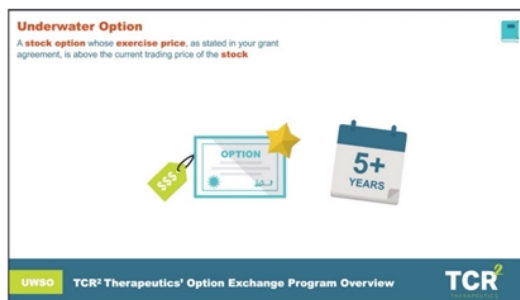 Underwater Option
A stock option whose exercise price, as stated in your grant
agreement, is above the current trading price of the stock
$$$
OPTION
5+
YEARS
UWSO
TCR² Therapeutics' Option Exchange Program Overview
TCR²
THERAPEUTICS